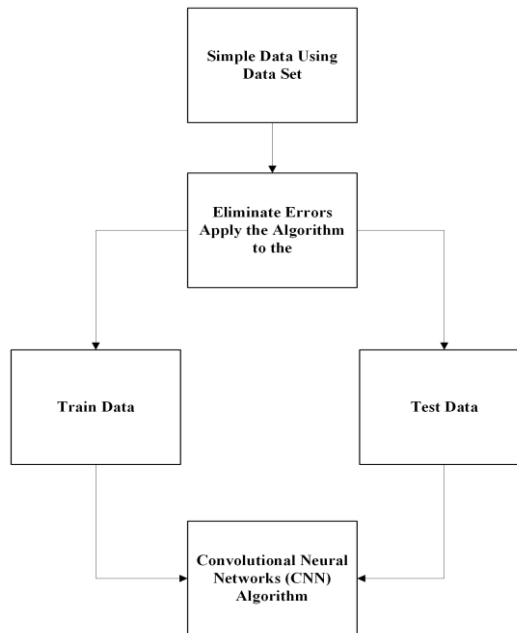 Simple Data Using
Data Set
Eliminate Errors
Apply the Algorithm
to the
Train Data
Test Data
Convolutional Neural
Networks (CNN)
Algorithm